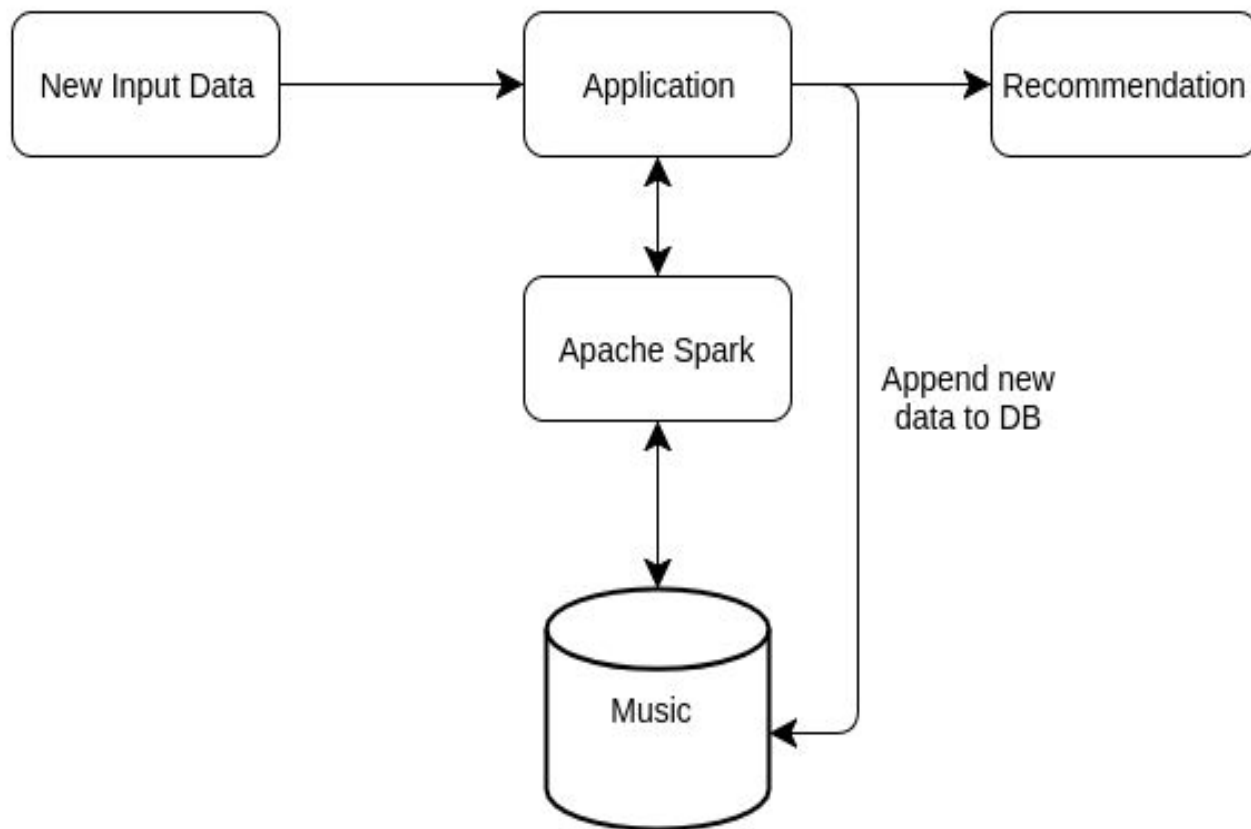 New Input Data
Application
Recommendation
Apache Spark
Append new
data to DB
Music